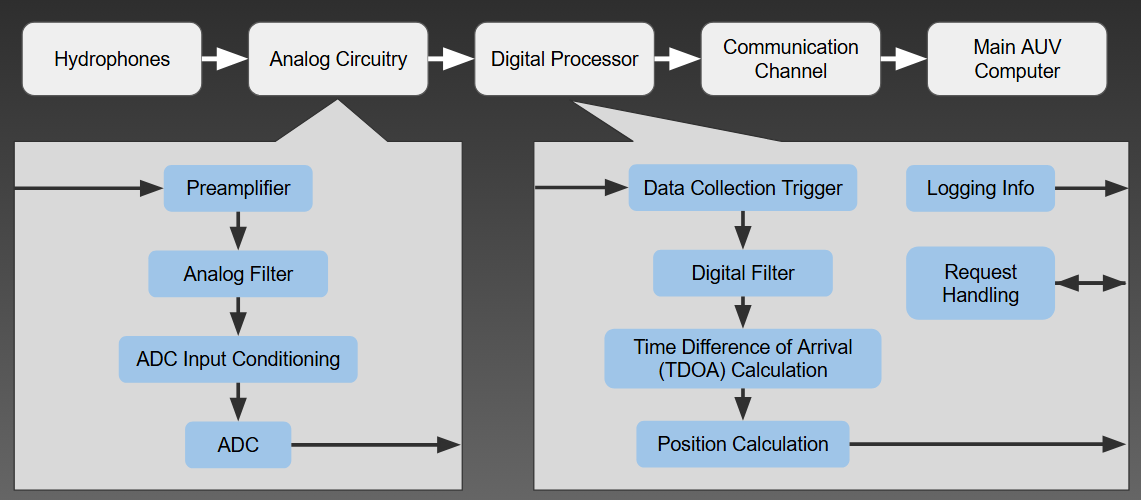 Hydrophones
Analog Circuitry
Digital Processor
Communication
Channel
Main AUV
Computer
Preamplifier
Analog Filter
ADC Input Conditioning
ADC
Data Collection Trigger
Digital Filter
Time Difference of Arrival
(TDOA) Calculation
Position Calculation
Logging Info
Request
Handling